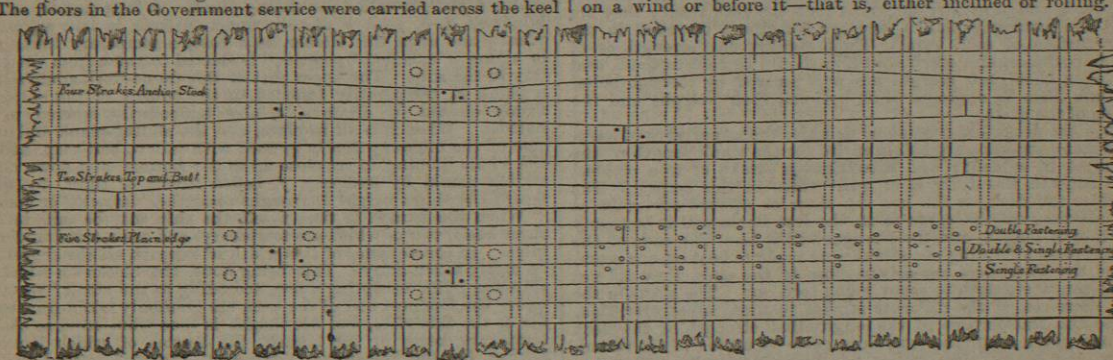 The floors in the Government service were carried across the keel | on a wind or before it—that is, either inclined or rolling.
Four Strakes Anchor Stock
Two Strakes Top and Butt
Five Strakes Plain edge
Double Fastening
Double & Single Fastening
Single Fastening